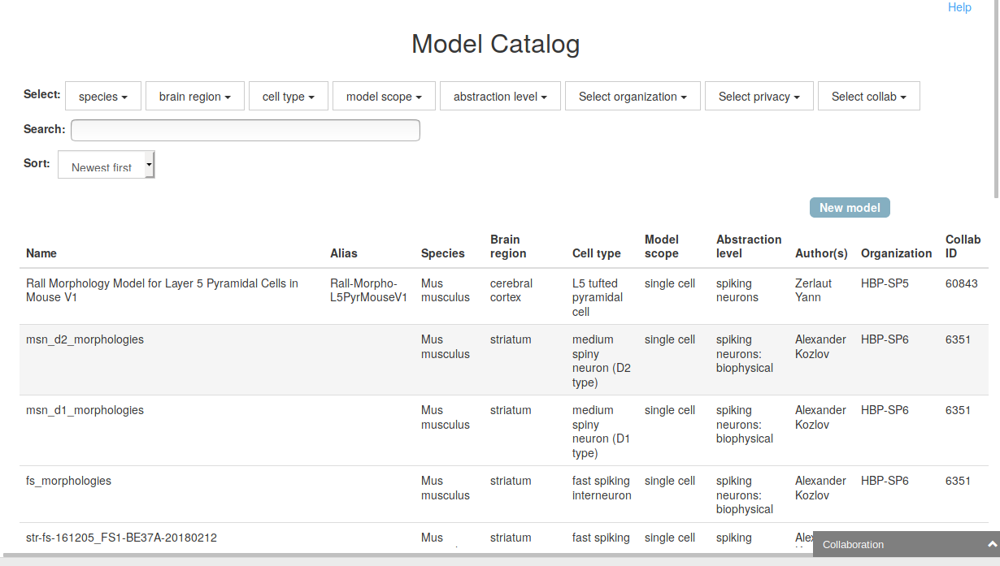 Help
Model Catalog
Select: species brain region cell type model scope abstraction level Select organization Select privacy Select collab
Search:
Sort: Newest first
New model
Name Alias Species Brain region Cell type Model scope Abstraction level Author(s) Organization Collab ID
Rall Morphology Model for Layer 5 Pyramidal Cells in Mouse V1 Rall-Morpho-L5PyrMouseV1 Mus musculus cerebral cortex L5 tufted pyramidal cell single cell spiking neurons Zerlaut Yann HBP-SP5 60843
msn_d2_morphologies Mus musculus striatum medium spiny neuron (D2 type) single cell spiking neurons: biophysical Alexander Kozlov HBP-SP6 6351
msn_d1_morphologies Mus musculus striatum medium spiny neuron (D1 type) single cell spiking neurons: biophysical Alexander Kozlov HBP-SP6 6351
fs_morphologies Mus musculus striatum fast spiking interneuron single cell spiking neurons: biophysical Alexander Kozlov HBP-SP6 6351
str-fs-161205_FS1-BE37A-20180212 Mus striatum fast spiking single cell spiking
Collaboration